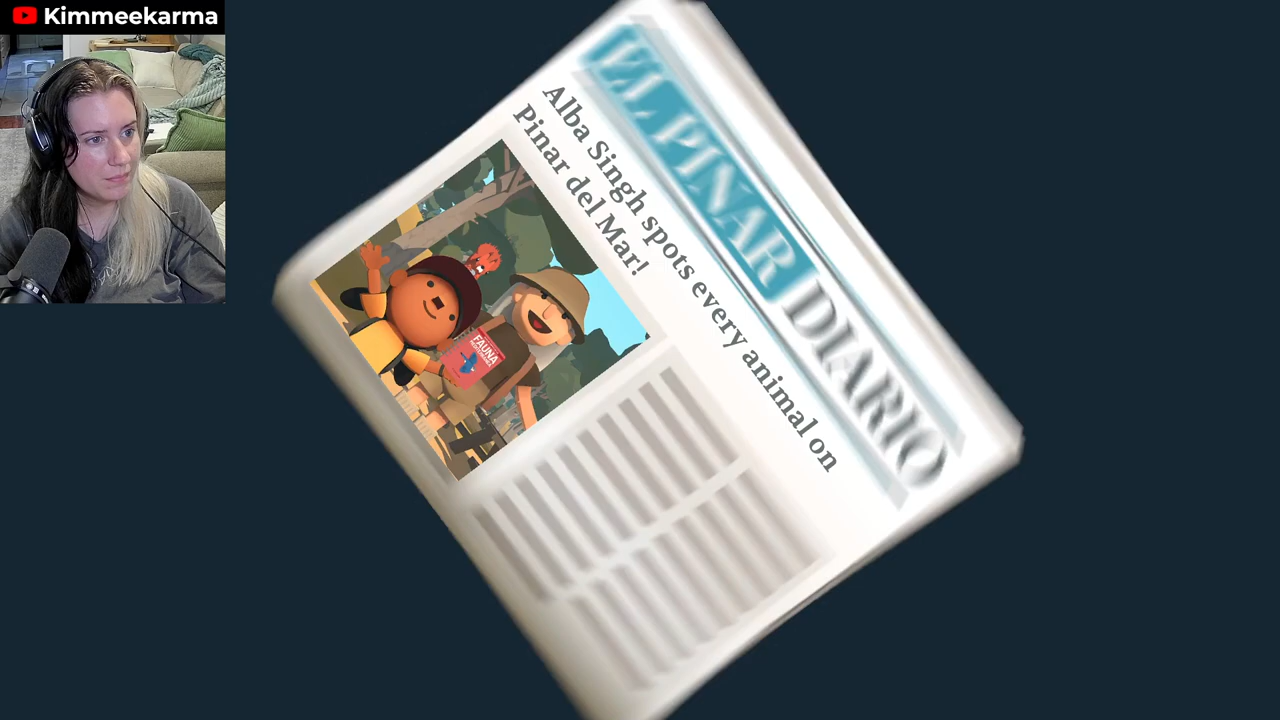 Kimmeekarma
EL PINAR DIARIO
Alba Singh spots every animal on
Pinar del Mar!
FAUNA